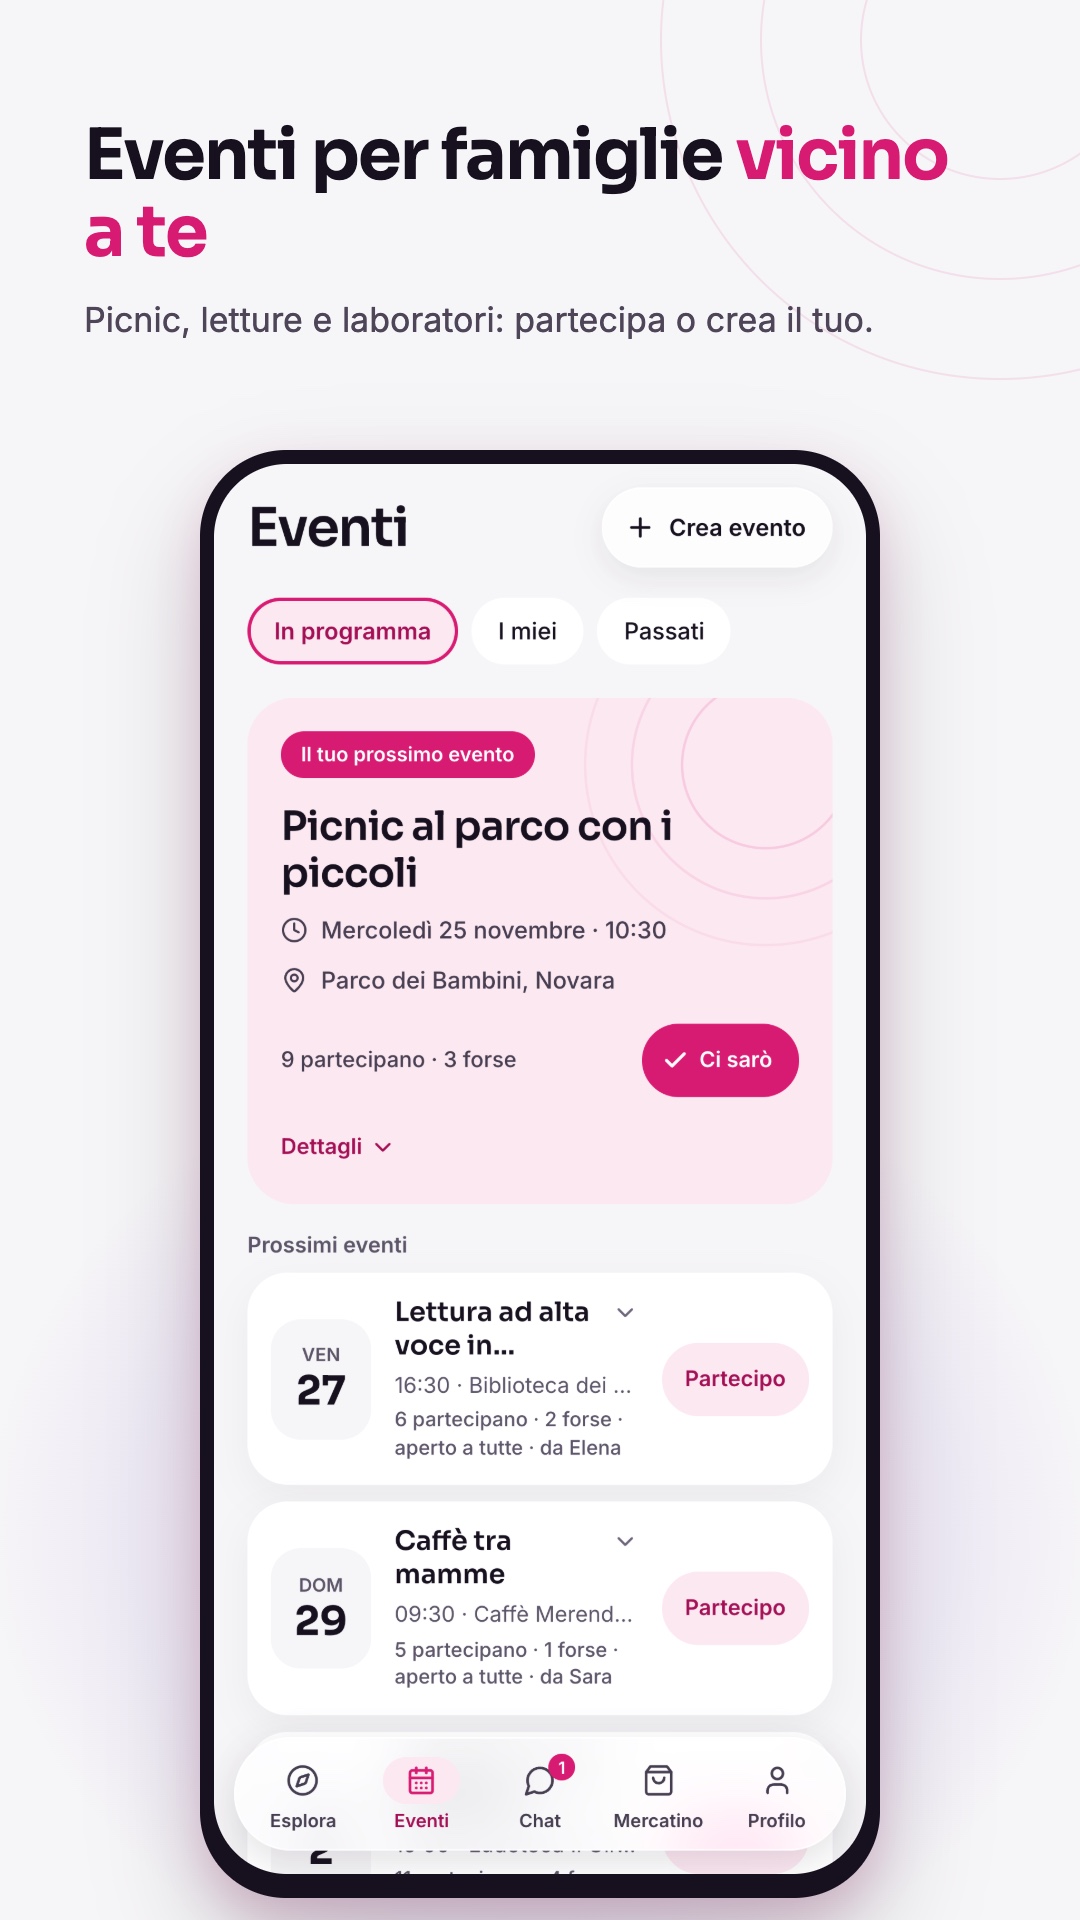 Eventi per famiglie vicino
a te
Picnic, letture e laboratori: partecipa o crea il tuo.
Eventi
Crea evento
In programma
I miei
Passati
Il tuo prossimo evento
Picnic al parco con i
piccoli
Mercoledì 25 novembre · 10:30
Parco dei Bambini, Novara
9 partecipano · 3 forse
Ci sarò
Dettagli
Prossimi eventi
VEN
27
Lettura ad alta
voce in...
16:30 · Biblioteca dei ...
6 partecipano · 2 forse ·
aperto a tutte · da Elena
Partecipo
DOM
29
Caffè tra
mamme
09:30 · Caffè Merend...
5 partecipano · 1 forse ·
aperto a tutte · da Sara
Partecipo
1
Esplora
Eventi
Chat
Mercatino
Profilo
2